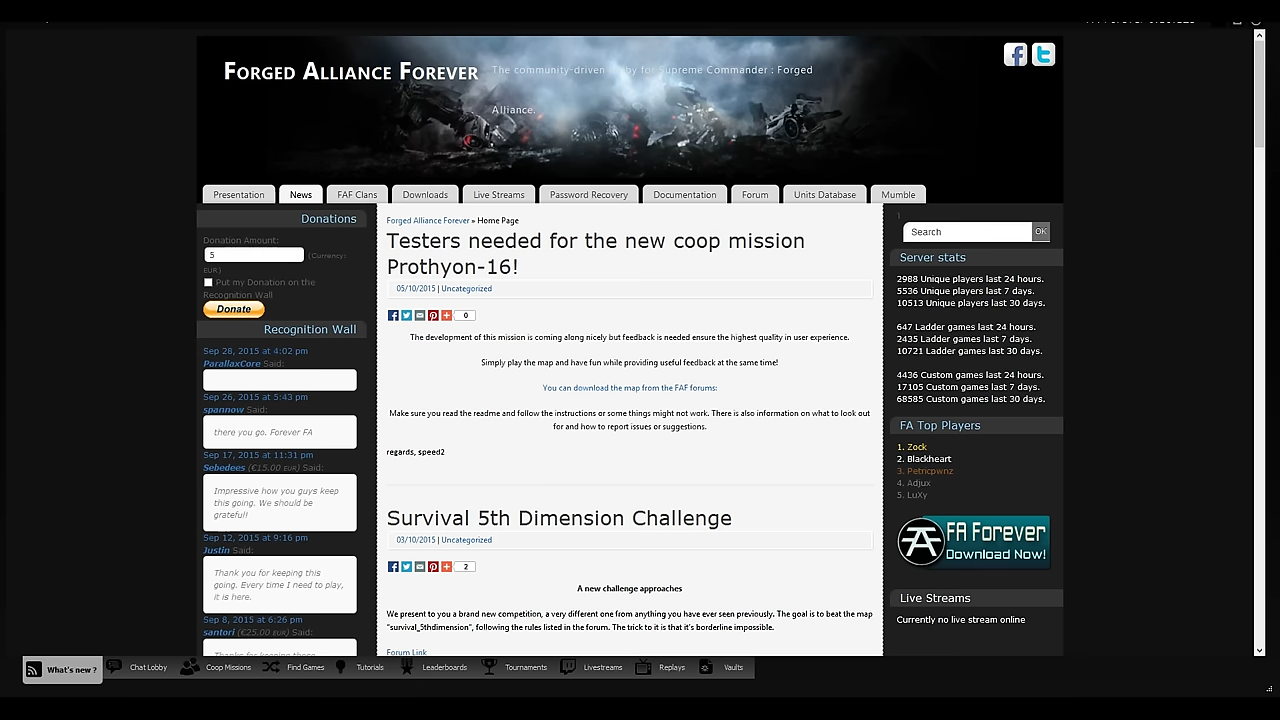 Forged Alliance Forever
The community-driven lobby for Supreme Commander : Forged
Alliance.
Presentation
News
FAF Clans
Downloads
Live Streams
Password Recovery
Documentation
Forum
Units Database
Mumble
Donations
Donation Amount:
5 (Currency:
EUR)
Put my Donation on the
Recognition Wall
Donate
Recognition Wall
Sep 28, 2015 at 4:02 pm
ParallaxCore Said:
Sep 26, 2015 at 5:43 pm
spannow Said:
there you go. Forever FA
Sep 17, 2015 at 11:31 pm
Sebedees (€15.00 EUR) Said:
Impressive how you guys keep
this going. We should be
grateful!
Sep 12, 2015 at 9:16 pm
Justin Said:
Thank you for keeping this
going. Every time I need to play,
it is here.
Sep 8, 2015 at 6:26 pm
santori (€25.00 EUR) Said:
Thanks for keeping these
Forged Alliance Forever » Home Page
Testers needed for the new coop mission
Prothyon-16!
05/10/2015 | Uncategorized
0
The development of this mission is coming along nicely but feedback is needed ensure the highest quality in user experience.
Simply play the map and have fun while providing useful feedback at the same time!
You can download the map from the FAF forums:
Make sure you read the readme and follow the instructions or some things might not work. There is also information on what to look out
for and how to report issues or suggestions.
regards, speed2
Survival 5th Dimension Challenge
03/10/2015 | Uncategorized
2
A new challenge approaches
We present to you a brand new competition, a very different one from anything you have ever seen previously. The goal is to beat the map
"survival_5thdimension", following the rules listed in the forum. The trick to it is that it's borderline impossible.
Forum Link
Search OK
Server stats
2988 Unique players last 24 hours.
5536 Unique players last 7 days.
10513 Unique players last 30 days.
647 Ladder games last 24 hours.
2435 Ladder games last 7 days.
10721 Ladder games last 30 days.
4436 Custom games last 24 hours.
17105 Custom games last 7 days.
68585 Custom games last 30 days.
FA Top Players
1. Zock
2. Blackheart
3. Petricpwnz
4. Adjux
5. LuXy
FA Forever
Download Now!
Live Streams
Currently no live stream online
What's new ?
Chat Lobby
Coop Missions
Find Games
Tutorials
Leaderboards
Tournaments
Livestreams
Replays
Vaults